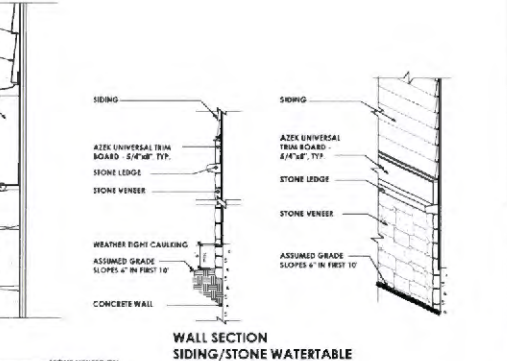 SIDING
AZEK UNIVERSAL TRIM
BOARD - 5/4"x8", TYP.
STONE LEDGE
STONE VENEER
WEATHER TIGHT CAULKING
ASSUMED GRADE
SLOPES 6" IN FIRST 10'
CONCRETE WALL
SIDING
AZEK UNIVERSAL
TRIM BOARD -
5/4"x8", TYP.
STONE LEDGE
STONE VENEER
ASSUMED GRADE
SLOPES 6" IN FIRST 10'
WALL SECTION
SIDING/STONE WATERTABLE